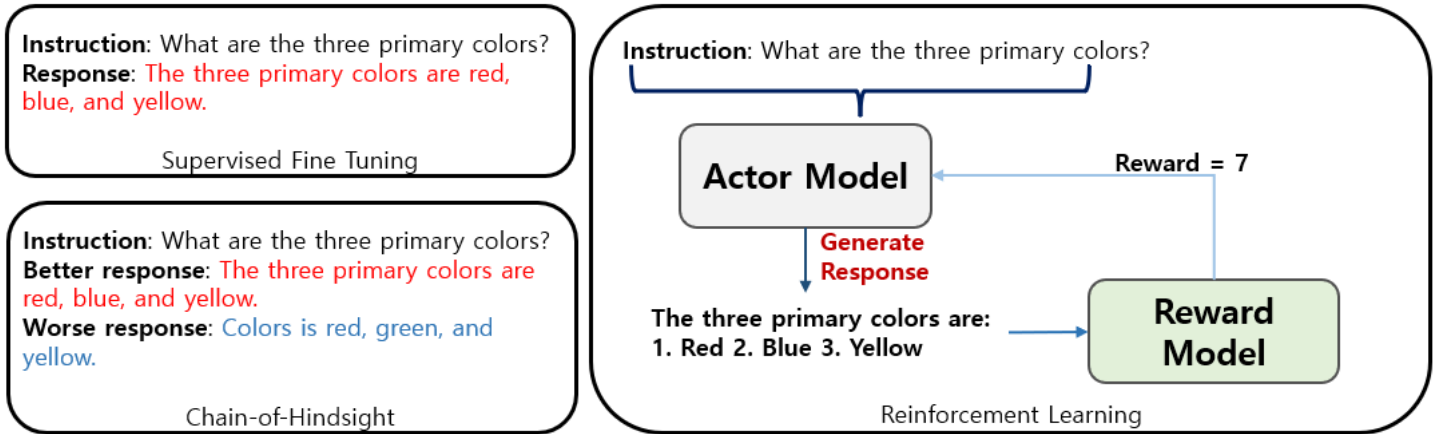 Instruction: What are the three primary colors?
Response: The three primary colors are red,
blue, and yellow.
Supervised Fine Tuning
Instruction: What are the three primary colors?
Better response: The three primary colors are
red, blue, and yellow.
Worse response: Colors is red, green, and
yellow.
Chain-of-Hindsight
Instruction: What are the three primary colors?
Actor Model
Reward = 7
Generate
Response
The three primary colors are:
1. Red 2. Blue 3. Yellow
Reward
Model
Reinforcement Learning